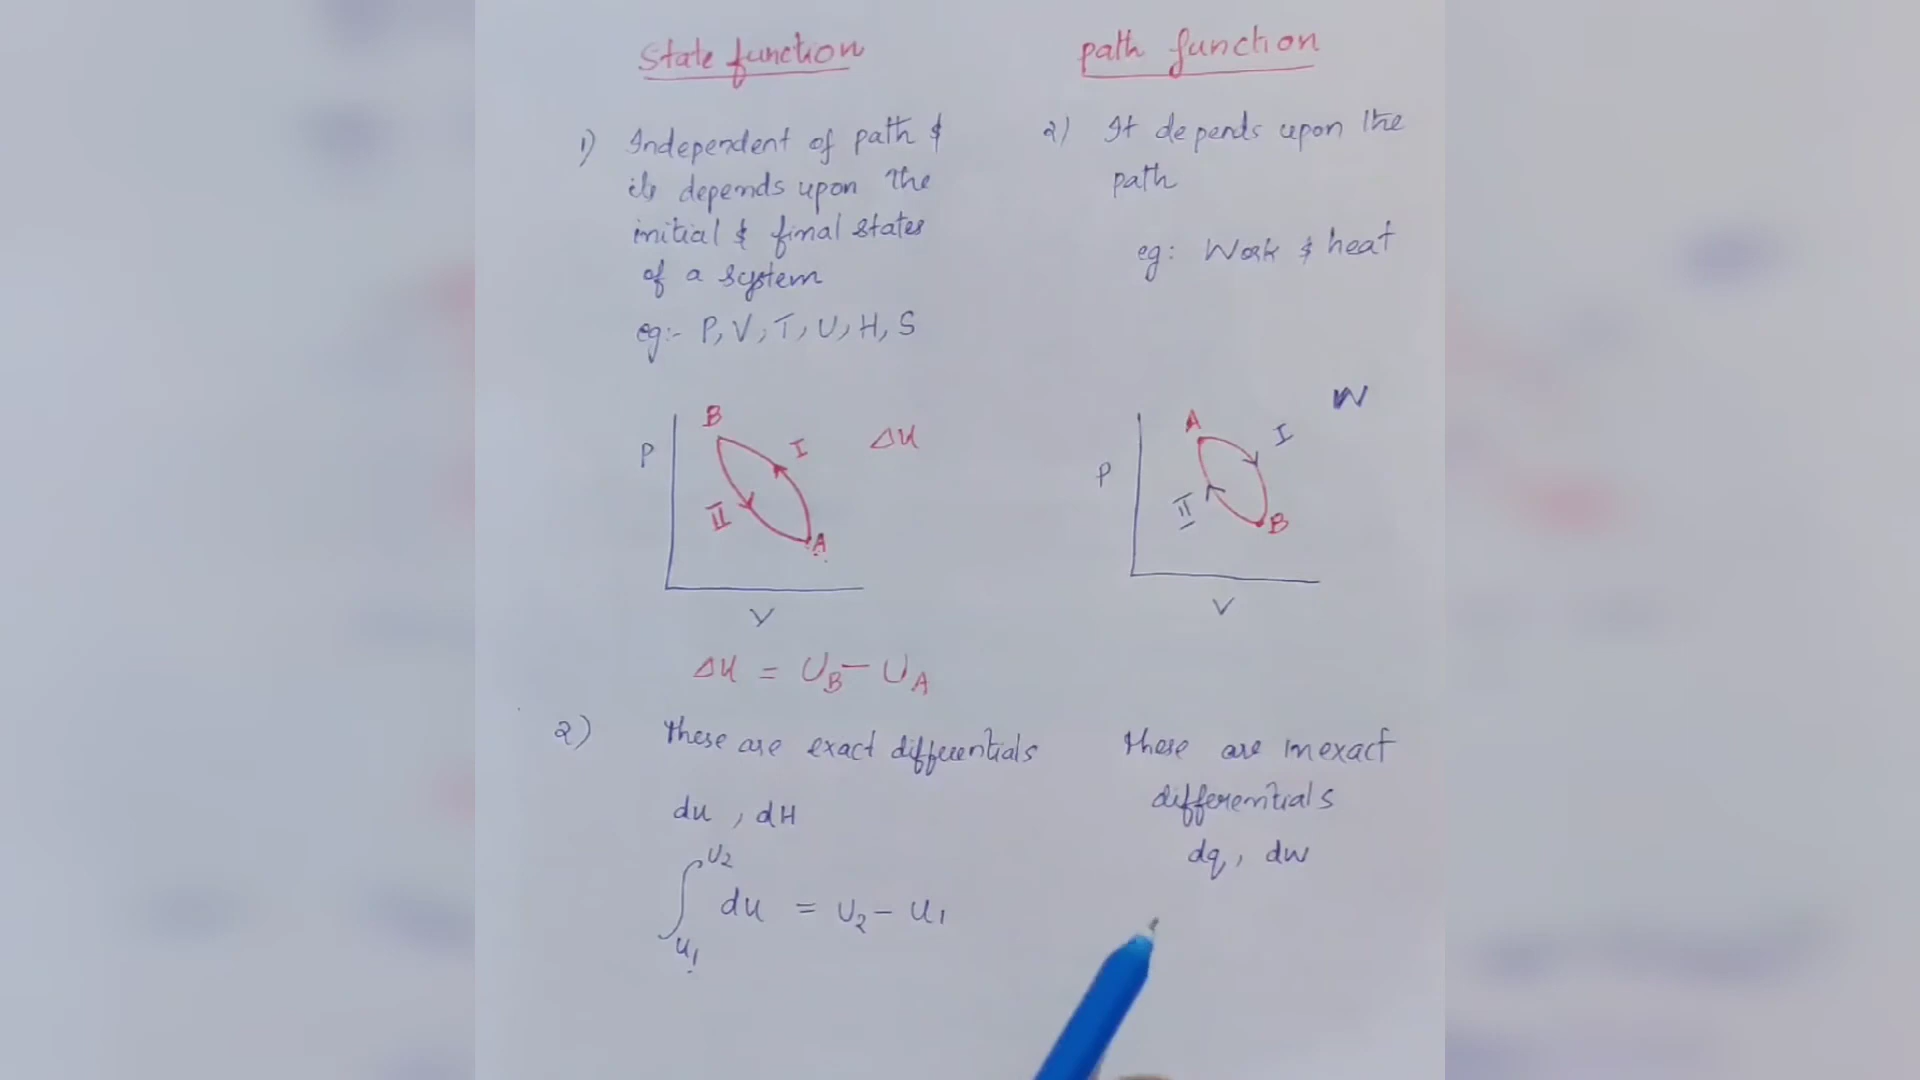 State function
path function
1) Independent of path &
its depends upon the
initial & final states
of a system
eg:- P, V, T, U, H, S
2) It depends upon the
path
eg: Work & heat
B
I
II
A
P
V
ΔU
W
A
I
II
B
P
V
ΔU = UB - UA
2) these are exact differentials
du, dH
∫U1U2 du = U2 - U1
these are inexact
differentials
dq, dw